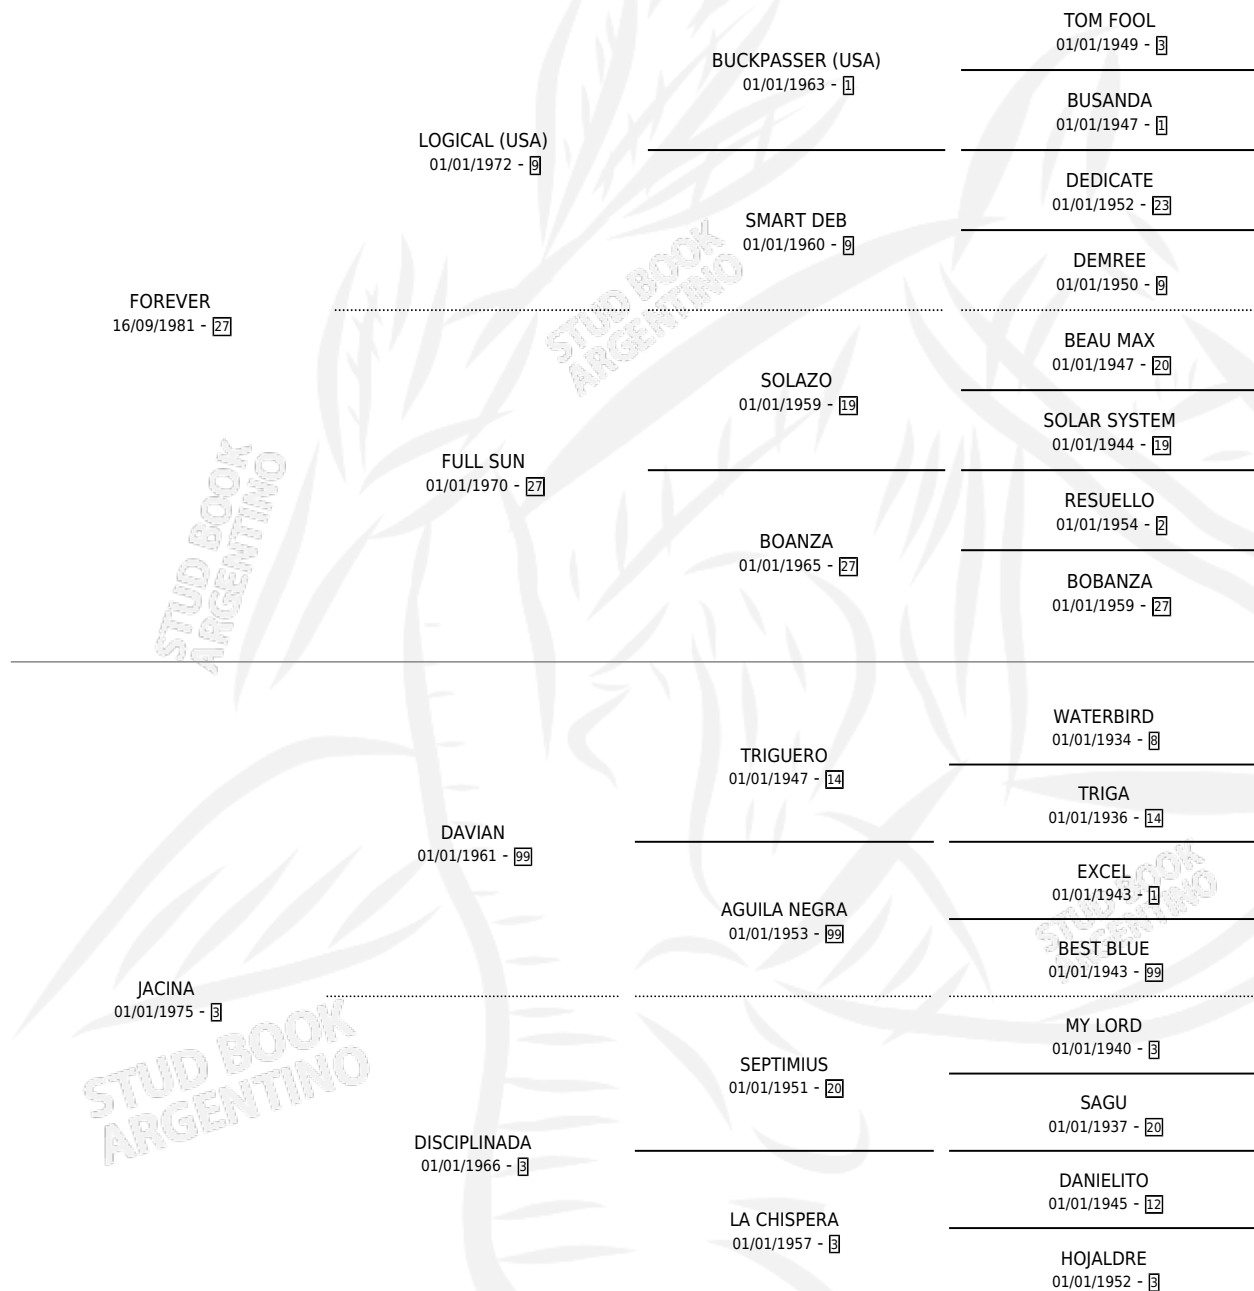 TOM FOOL
01/01/1949 - 3
BUCKPASSER (USA)
01/01/1963 - 1
BUSANDA
01/01/1947 - 1
LOGICAL (USA)
01/01/1972 - 9
DEDICATE
01/01/1952 - 23
SMART DEB
01/01/1960 - 9
DEMREE
01/01/1950 - 9
FOREVER
16/09/1981 - 27
STUD BOOK
ARGENTINO
BEAU MAX
01/01/1947 - 20
SOLAZO
01/01/1959 - 19
SOLAR SYSTEM
01/01/1944 - 19
FULL SUN
01/01/1970 - 27
RESUELLO
01/01/1954 - 2
BOANZA
01/01/1965 - 27
BOBANZA
01/01/1959 - 27
STUD BOOK
ARGENTINO
WATERBIRD
01/01/1934 - 8
TRIGUERO
01/01/1947 - 14
TRIGA
01/01/1936 - 14
DAVIAN
01/01/1961 - 99
EXCEL
01/01/1943 - 1
AGUILA NEGRA
01/01/1953 - 99
BEST BLUE
01/01/1943 - 99
STUD BOOK
ARGENTINO
JACINA
01/01/1975 - 3
MY LORD
01/01/1940 - 3
SEPTIMIUS
01/01/1951 - 20
SAGU
01/01/1937 - 20
STUD BOOK
ARGENTINO
DISCIPLINADA
01/01/1966 - 3
DANIELITO
01/01/1945 - 12
LA CHISPERA
01/01/1957 - 3
HOJALDRE
01/01/1952 - 3